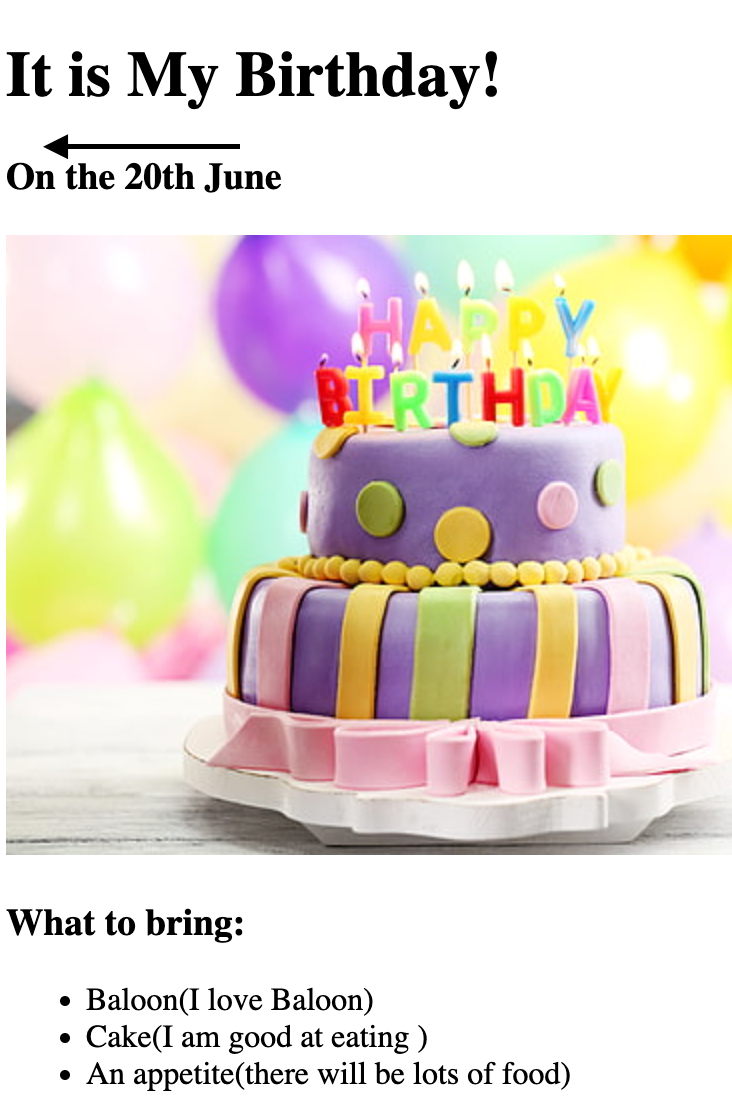 It is My Birthday!
On the 20th June
HAPPY
BIRTHDAY
What to bring:
Baloon(I love Baloon)
Cake(I am good at eating )
An appetite(there will be lots of food)